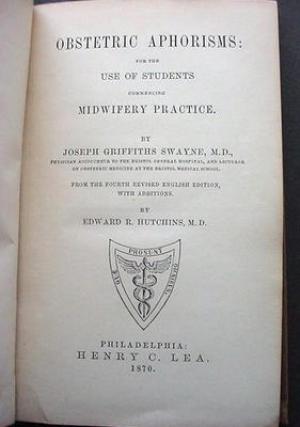 OBSTETRIC APHORISMS:
FOR THE
USE OF STUDENTS
COMMENCING
MIDWIFERY PRACTICE.
BY
JOSEPH GRIFFITHS SWAYNE, M.D.,
PHYSICIAN ACCOUCHEUR TO THE BRISTOL GENERAL HOSPITAL, AND LECTURER
ON OBSTETRIC MEDICINE AT THE BRISTOL MEDICAL SCHOOL.
FROM THE FOURTH REVISED ENGLISH EDITION,
WITH ADDITIONS.
BY
EDWARD R. HUTCHINS, M.D.
PROSUNT
PHILADELPHIA:
HENRY C. LEA.
1870.